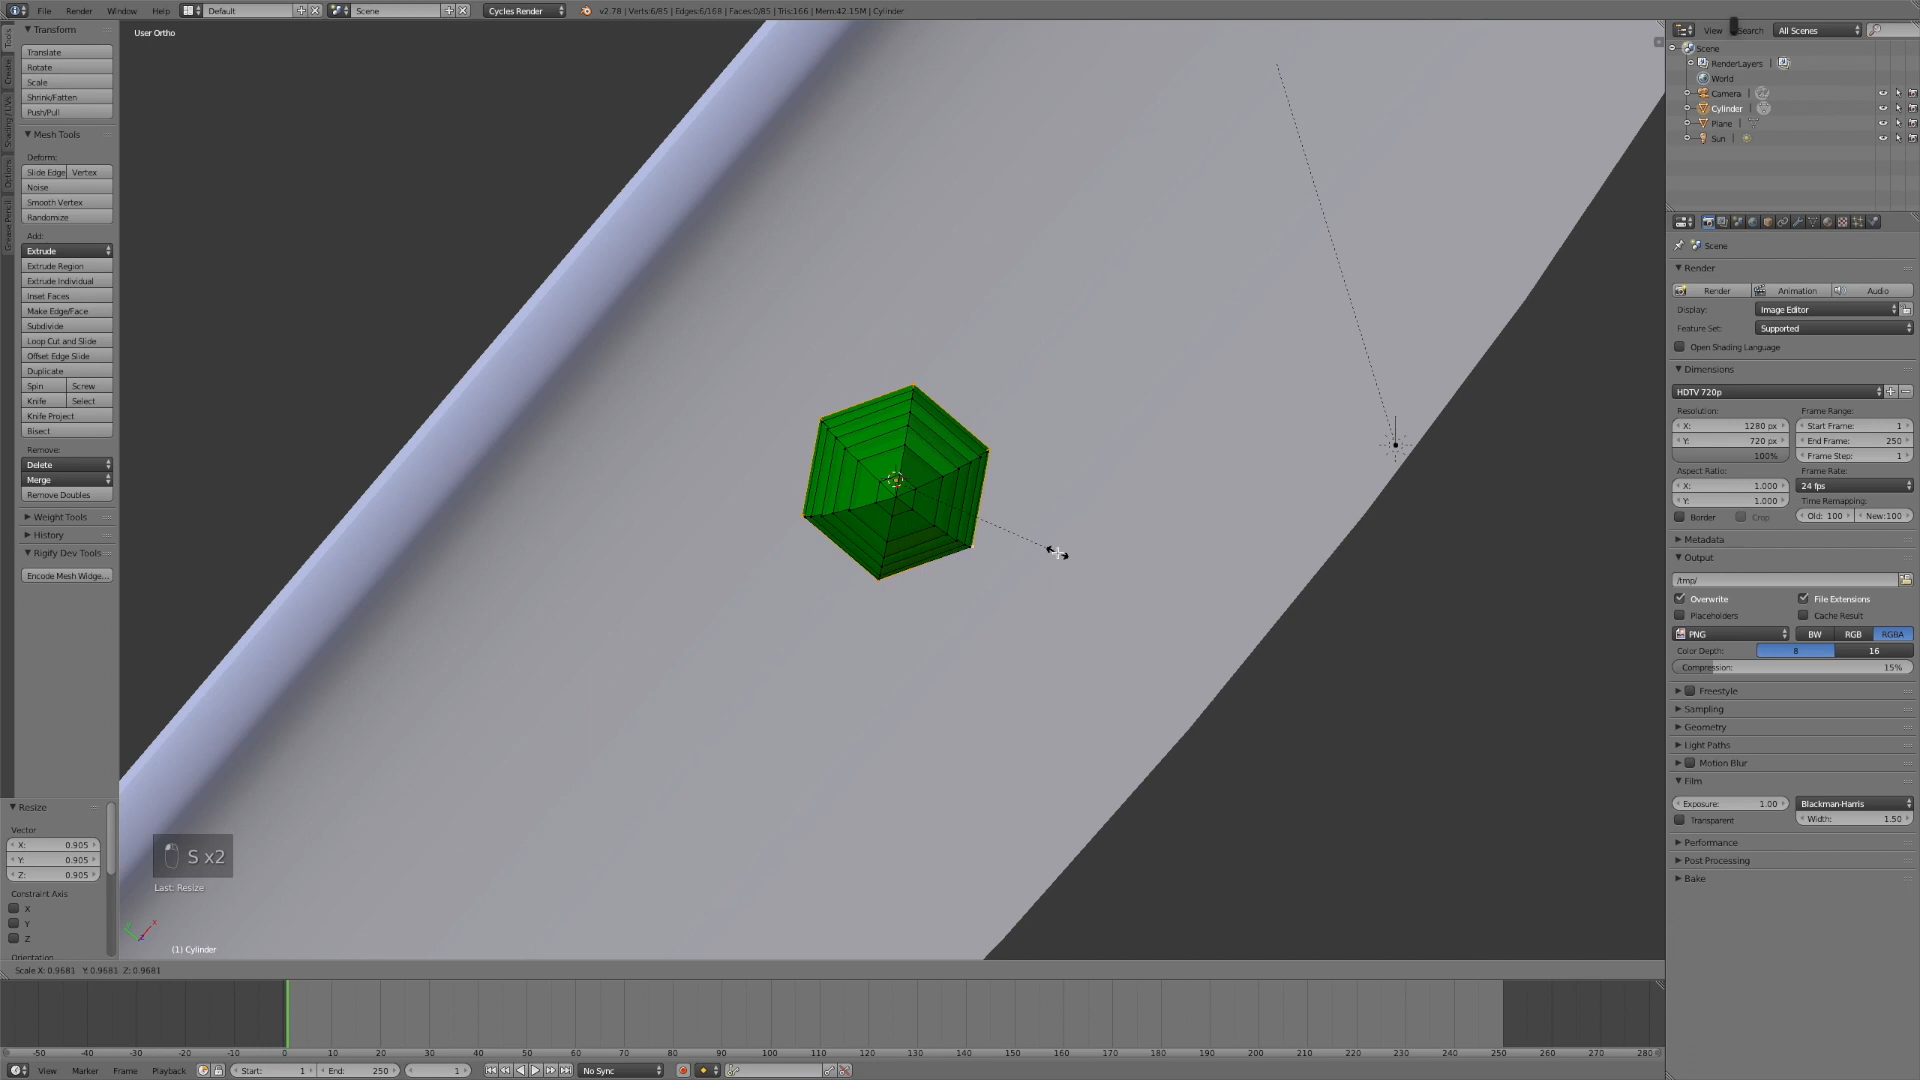 File Render Window Help Default Scene Cycles Render v2.78 | Verts:6/85 | Edges:6/168 | Faces:0/85 | Tris:166 | Mem:42.15M | Cylinder
User Ortho
Tools
Create
Shading / UVs
Options
Grease Pencil
Transform
Translate
Rotate
Scale
Shrink/Fatten
Push/Pull
Mesh Tools
Deform:
Slide Edge Vertex
Noise
Smooth Vertex
Randomize
Add:
Extrude
Extrude Region
Extrude Individual
Inset Faces
Make Edge/Face
Subdivide
Loop Cut and Slide
Offset Edge Slide
Duplicate
Spin Screw
Knife Select
Knife Project
Bisect
Remove:
Delete
Merge
Remove Doubles
Weight Tools
History
Rigify Dev Tools
Encode Mesh Widge...
Resize
Vector
X: 0.905
Y: 0.905
Z: 0.905
Constraint Axis
X
Y
Z
Orientation
S x2
Last: Resize
(1) Cylinder
Scale X: 0.9681 Y: 0.9681 Z: 0.9681
-50 -40 -30 -20 -10 0 10 20 30 40 50 60 70 80 90 100 110 120 130 140 150 160 170 180 190 200 210 220 230 240 250 260 270 280
View Marker Frame Playback Start: 1 End: 250 1 No Sync
View Search All Scenes
Scene
RenderLayers
World
Camera
Cylinder
Plane
Sun
Scene
Render
Render Animation Audio
Display: Image Editor
Feature Set: Supported
Open Shading Language
Dimensions
HDTV 720p
Resolution: Frame Range:
X: 1280 px Start Frame: 1
Y: 720 px End Frame: 250
100% Frame Step: 1
Aspect Ratio: Frame Rate:
X: 1.000 24 fps
Y: 1.000 Time Remapping:
Border Crop Old: 100 New:100
Metadata
Output
/tmp/
Overwrite File Extensions
Placeholders Cache Result
PNG BW RGB RGBA
Color Depth: 8 16
Compression: 15%
Freestyle
Sampling
Geometry
Light Paths
Motion Blur
Film
Exposure: 1.00 Blackman-Harris
Transparent Width: 1.50
Performance
Post Processing
Bake